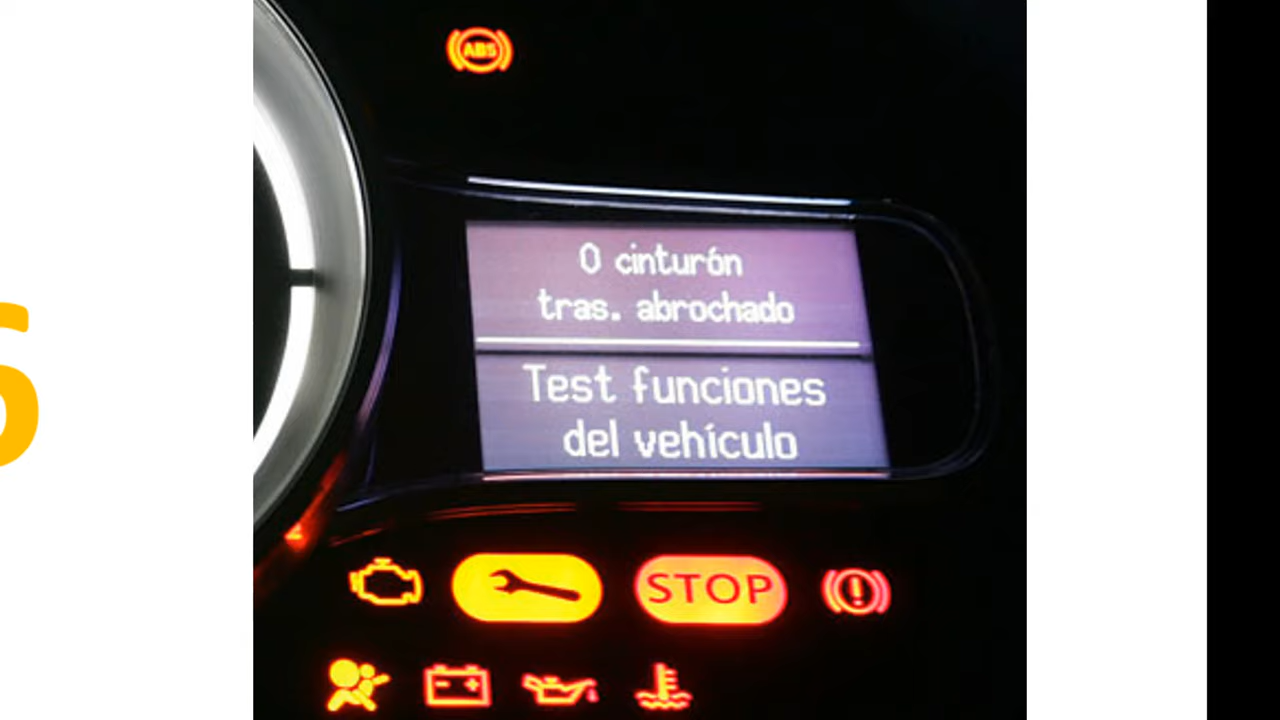 ABS
0 cinturón
tras. abrochado
Test funciones
del vehículo
STOP